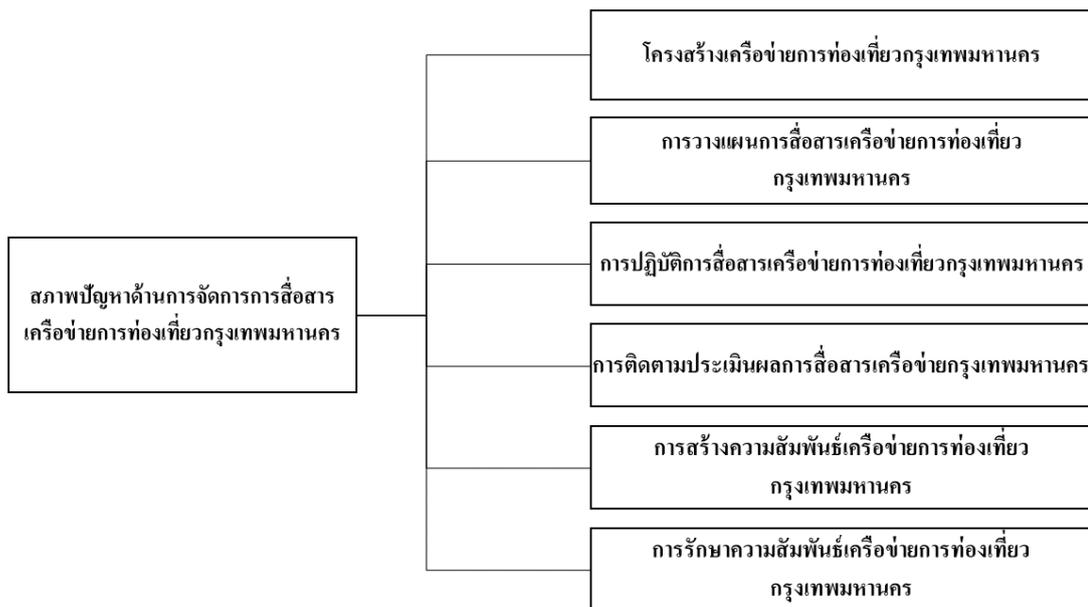 โครงสร้างเครือข่ายการท่องเที่ยวกรุงเทพมหานคร
การวางแผนการสื่อสารเครือข่ายการท่องเที่ยว
กรุงเทพมหานคร
การปฏิบัติการสื่อสารเครือข่ายการท่องเที่ยวกรุงเทพมหานคร
สภาพปัญหาด้านการจัดการการสื่อสาร
เครือข่ายการท่องเที่ยวกรุงเทพมหานคร
การติดตามประเมินผลการสื่อสารเครือข่ายกรุงเทพมหานคร
การสร้างความสัมพันธ์เครือข่ายการท่องเที่ยว
กรุงเทพมหานคร
การรักษาความสัมพันธ์เครือข่ายการท่องเที่ยว
กรุงเทพมหานคร